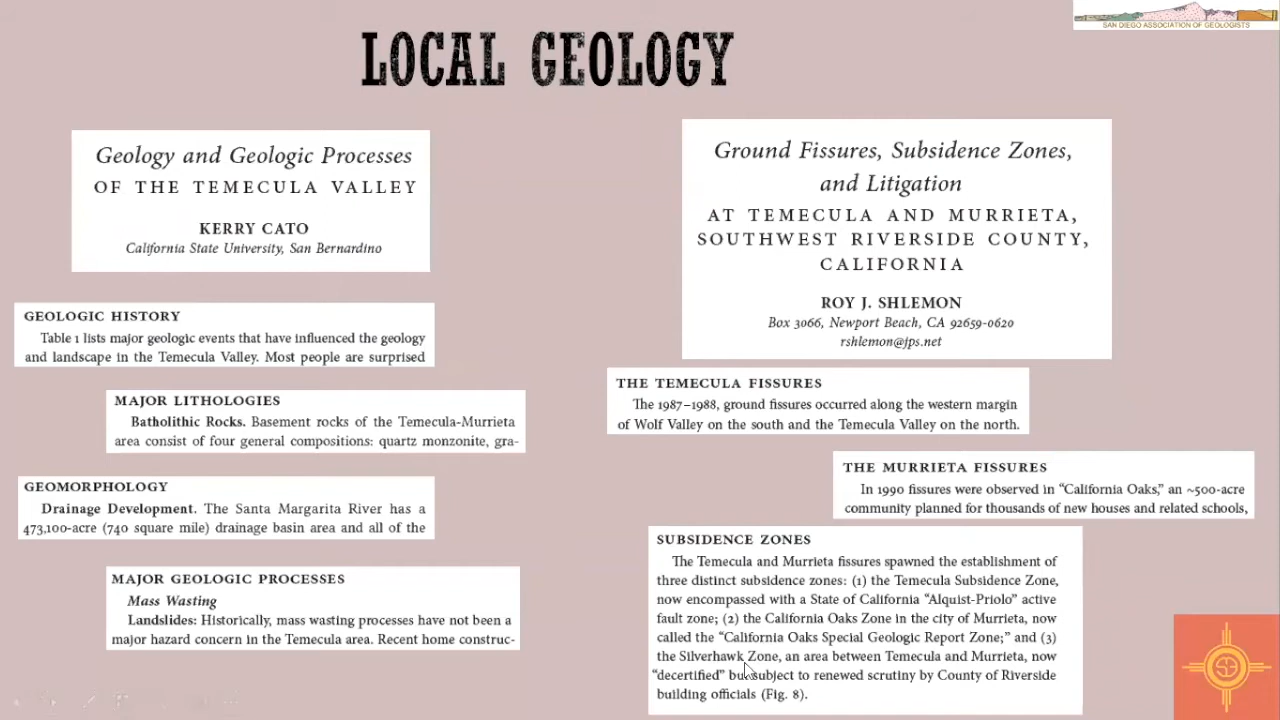 SAN DIEGO ASSOCIATION OF GEOLOGISTS
LOCAL GEOLOGY
Geology and Geologic Processes
OF THE TEMECULA VALLEY
KERRY CATO
California State University, San Bernardino
GEOLOGIC HISTORY
Table 1 lists major geologic events that have influenced the geology
and landscape in the Temecula Valley. Most people are surprised
MAJOR LITHOLOGIES
Batholithic Rocks. Basement rocks of the Temecula-Murrieta
area consist of four general compositions: quartz monzonite, gra-
GEOMORPHOLOGY
Drainage Development. The Santa Margarita River has a
473,100-acre (740 square mile) drainage basin area and all of the
MAJOR GEOLOGIC PROCESSES
Mass Wasting
Landslides: Historically, mass wasting processes have not been a
major hazard concern in the Temecula area. Recent home construc-
Ground Fissures, Subsidence Zones,
and Litigation
AT TEMECULA AND MURRIETA,
SOUTHWEST RIVERSIDE COUNTY,
CALIFORNIA
ROY J. SHLEMON
Box 3066, Newport Beach, CA 92659-0620
rshlemon@jps.net
THE TEMECULA FISSURES
The 1987–1988, ground fissures occurred along the western margin
of Wolf Valley on the south and the Temecula Valley on the north.
THE MURRIETA FISSURES
In 1990 fissures were observed in “California Oaks,” an ~500-acre
community planned for thousands of new houses and related schools,
SUBSIDENCE ZONES
The Temecula and Murrieta fissures spawned the establishment of
three distinct subsidence zones: (1) the Temecula Subsidence Zone,
now encompassed with a State of California “Alquist-Priolo” active
fault zone; (2) the California Oaks Zone in the city of Murrieta, now
called the “California Oaks Special Geologic Report Zone;” and (3)
the Silverhawk Zone, an area between Temecula and Murrieta, now
“decertified” but subject to renewed scrutiny by County of Riverside
building officials (Fig. 8).